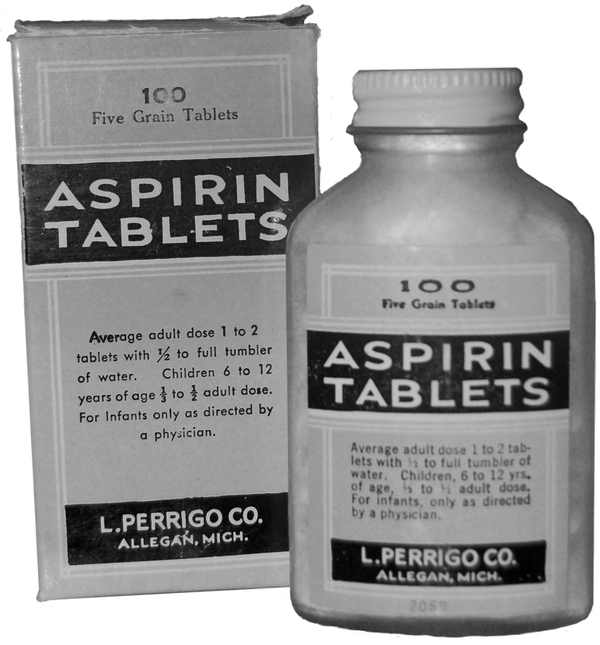 100
Five Grain Tablets
ASPIRIN
TABLETS
Average adult dose 1 to 2
tablets with ½ to full tumbler
of water. Children 6 to 12
years of age ⅓ to ½ adult dose.
For Infants only as directed by
a physician.
L.PERRIGO CO.
ALLEGAN, MICH.
100
Five Grain Tablets
ASPIRIN
TABLETS
Average adult dose 1 to 2 tab-
lets with ½ to full tumbler of
water. Children, 6 to 12 yrs.
of age, ⅓ to ½ adult dose.
For infants, only as directed
by a physician.
L.PERRIGO CO.
ALLEGAN, MICH.